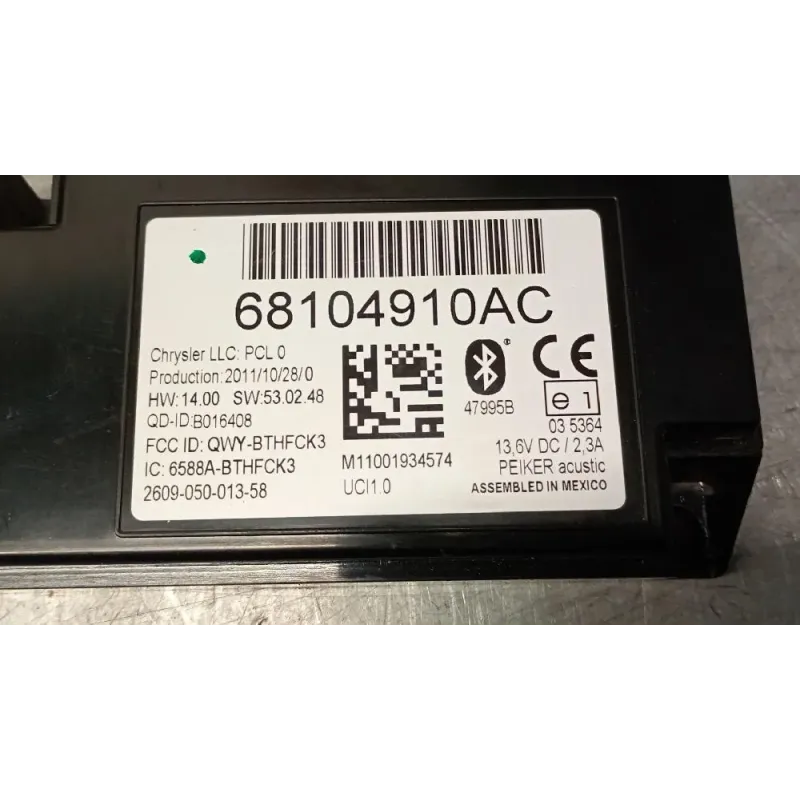 68104910AC
Chrysler LLC: PCL 0
Production: 2011/10/28/0
HW: 14.00 SW: 53.02.48
QD-ID: B016408
FCC ID: QWY-BTHFCK3
IC: 6588A-BTHFCK3
2609-050-013-58
M11001934574
UCI1.0
47995B
CE
e 1
03 5364
13,6V DC / 2,3A
PEIKER acustic
ASSEMBLED IN MEXICO